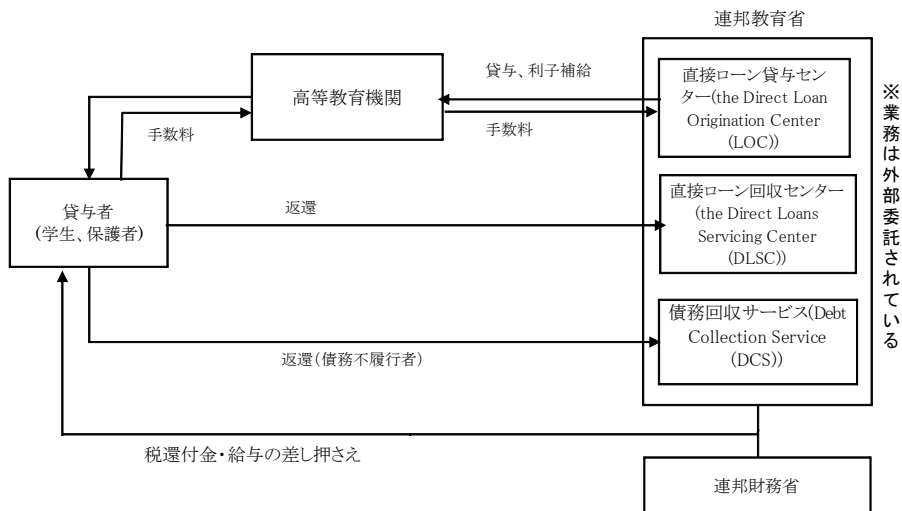 連邦教育省
貸与、利子補給
高等教育機関
手数料
手数料
直接ローン貸与セン
ター(the Direct Loan
Origination Center
(LOC))
貸与者
(学生、保護者)
返還
直接ローン回収センター
(the Direct Loans
Servicing Center
(DLSC)
債務回収サービス(Debt
Collection Service
(DCS))
返還(債務不履行者)
※業務は外部委託されている
税還付金・給与の差し押さえ
連邦財務省